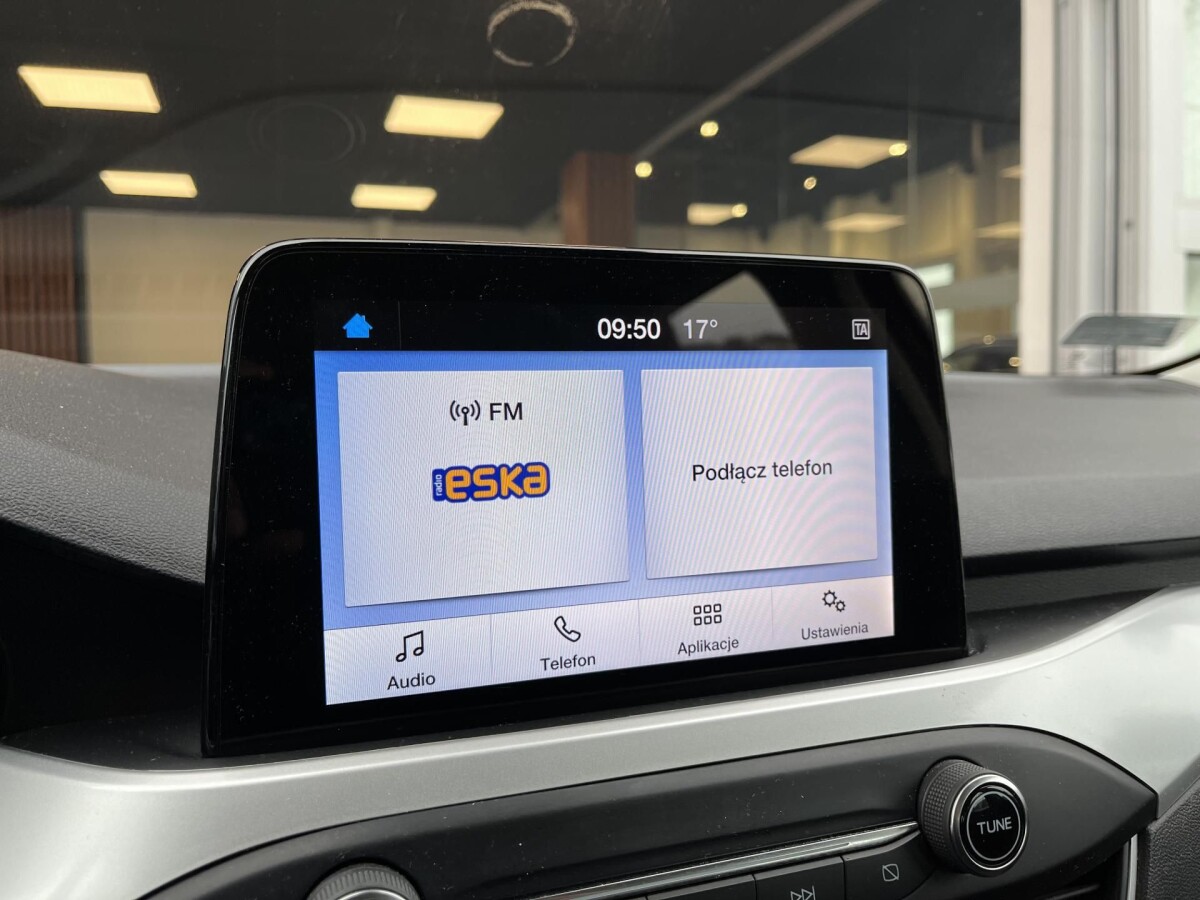 09:50 17° TA
FM
radio eska
Podłącz telefon
Audio
Telefon
Aplikacje
Ustawienia
TUNE